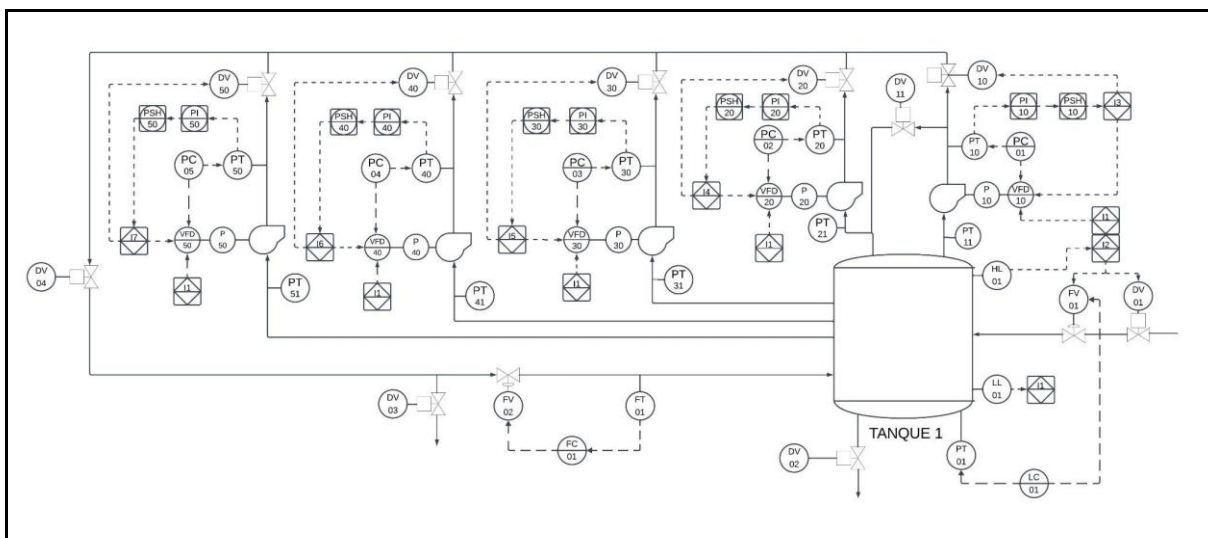 DV
50
DV
40
DV
30
DV
20
DV
11
DV
10
PSH
50
PI
50
PSH
40
PI
40
PSH
30
PI
30
PSH
20
PI
20
PI
10
PSH
10
I3
PC
05
PT
50
PC
04
PT
40
PC
03
PT
30
PC
02
PT
20
PT
10
PC
01
I7
VFD
50
P
50
I6
VFD
40
P
40
I5
VFD
30
P
30
I4
VFD
20
P
20
P
10
VFD
10
PT
21
PT
11
I1
I1
I2
DV
04
I1
PT
51
I1
PT
41
I1
PT
31
HL
01
FV
01
DV
01
DV
03
FV
02
FT
01
LL
01
I1
FC
01
TANQUE 1
DV
02
PT
01
LC
01